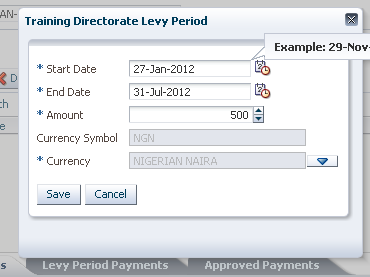 Training Directorate Levy Period
Example: 29-Nov-
* Start Date 27-Jan-2012
* End Date 31-Jul-2012
* Amount 500
Currency Symbol NGN
* Currency NIGERIAN NAIRA
Save Cancel
Levy Period Payments Approved Payments